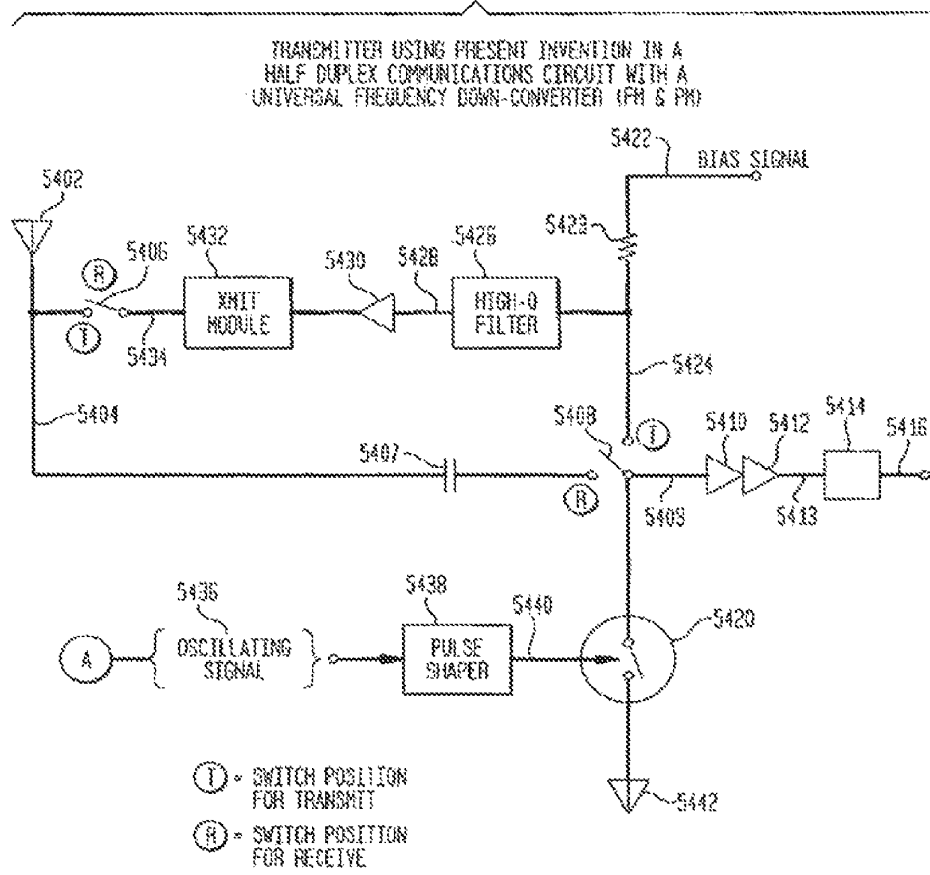 TRANSMITTER USING PRESENT INVENTION IN A
HALF DUPLEX COMMUNICATIONS CIRCUIT WITH A
UNIVERSAL FREQUENCY DOWN-CONVERTER (FM & PM)
5422
BIAS SIGNAL
5402
5406
5432
5430
5428
5426
5423
R
XMIT
MODULE
HIGH-Q
FILTER
T
5434
5424
5404
5408
T
5410
5412
5414
5416
5407
R
5409
5413
5436
5438
5440
5420
A
OSCILLATING
SIGNAL
PULSE
SHAPER
T = SWITCH POSITION
FOR TRANSMIT
5442
R = SWITCH POSITION
FOR RECEIVE